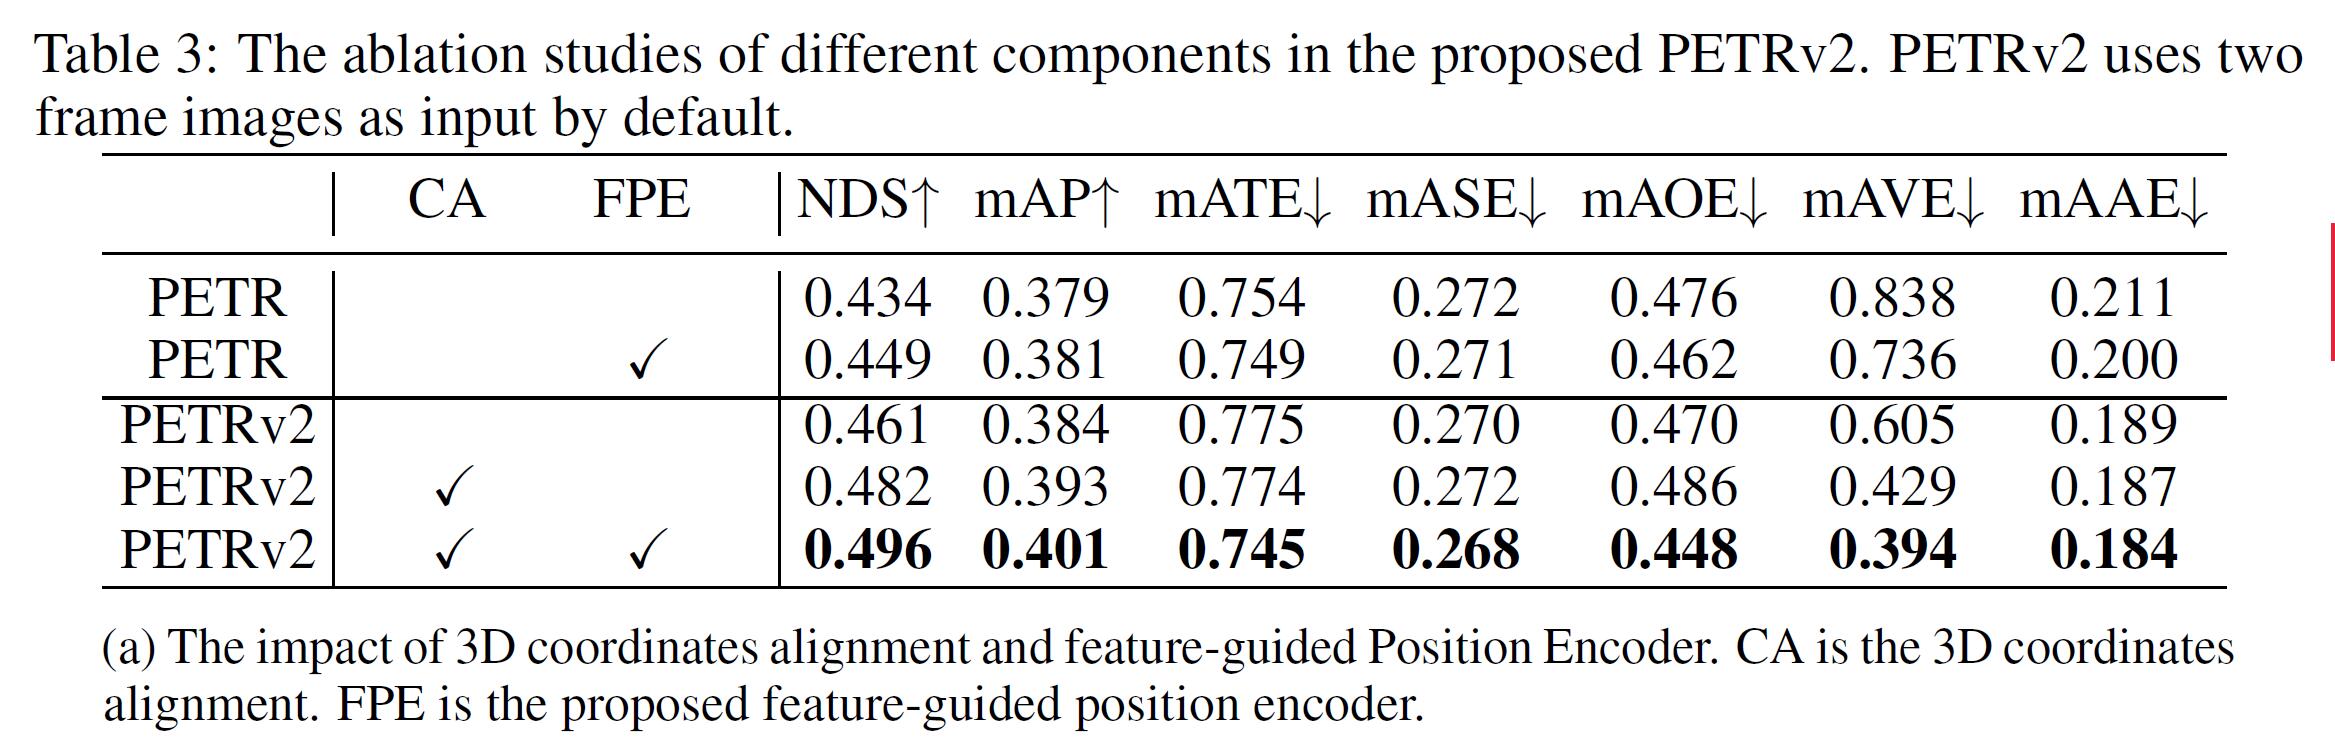 Table 3: The ablation studies of different components in the proposed PETRv2. PETRv2 uses two
frame images as input by default.
CA FPE NDS↑ mAP↑ mATE↓ mASE↓ mAOE↓ mAVE↓ mAAE↓
PETR 0.434 0.379 0.754 0.272 0.476 0.838 0.211
PETR ✓ 0.449 0.381 0.749 0.271 0.462 0.736 0.200
PETRv2 0.461 0.384 0.775 0.270 0.470 0.605 0.189
PETRv2 ✓ 0.482 0.393 0.774 0.272 0.486 0.429 0.187
PETRv2 ✓ ✓ 0.496 0.401 0.745 0.268 0.448 0.394 0.184
(a) The impact of 3D coordinates alignment and feature-guided Position Encoder. CA is the 3D coordinates
alignment. FPE is the proposed feature-guided position encoder.